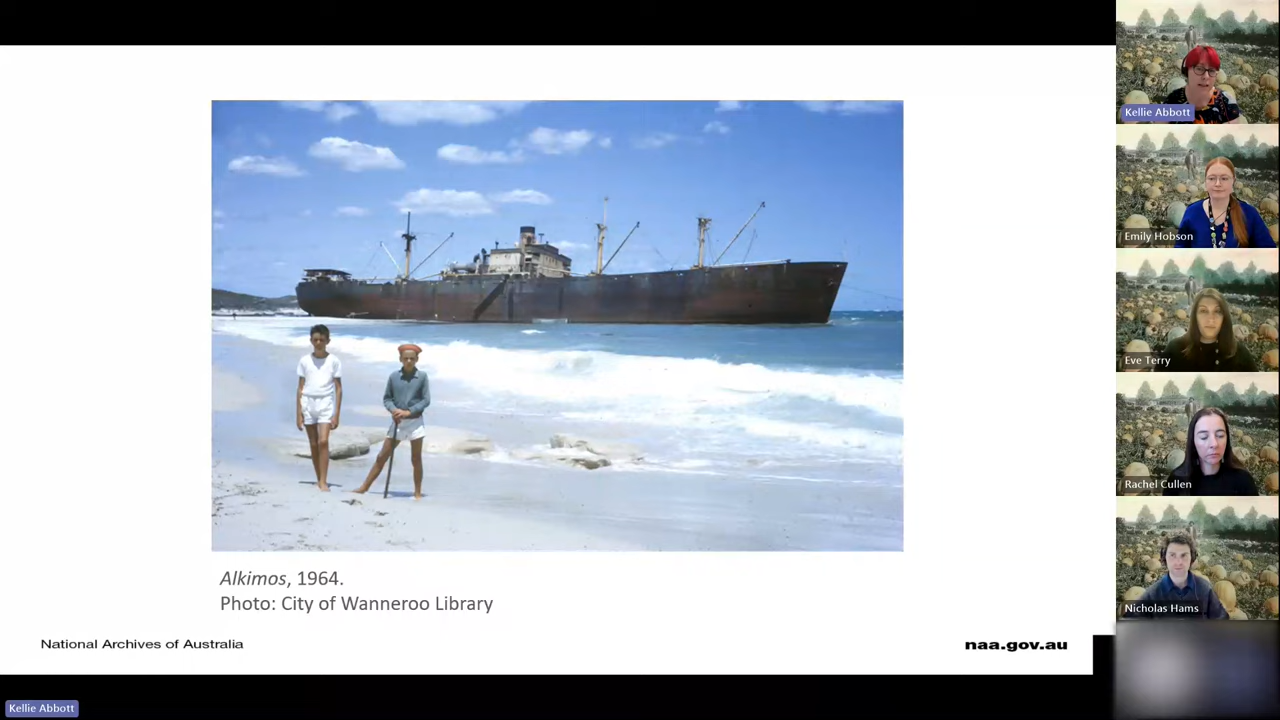 Alkimos, 1964.
Photo: City of Wanneroo Library
National Archives of Australia
naa.gov.au
Kellie Abbott
Emily Hobson
Eve Terry
Rachel Cullen
Nicholas Hams
Kellie Abbott